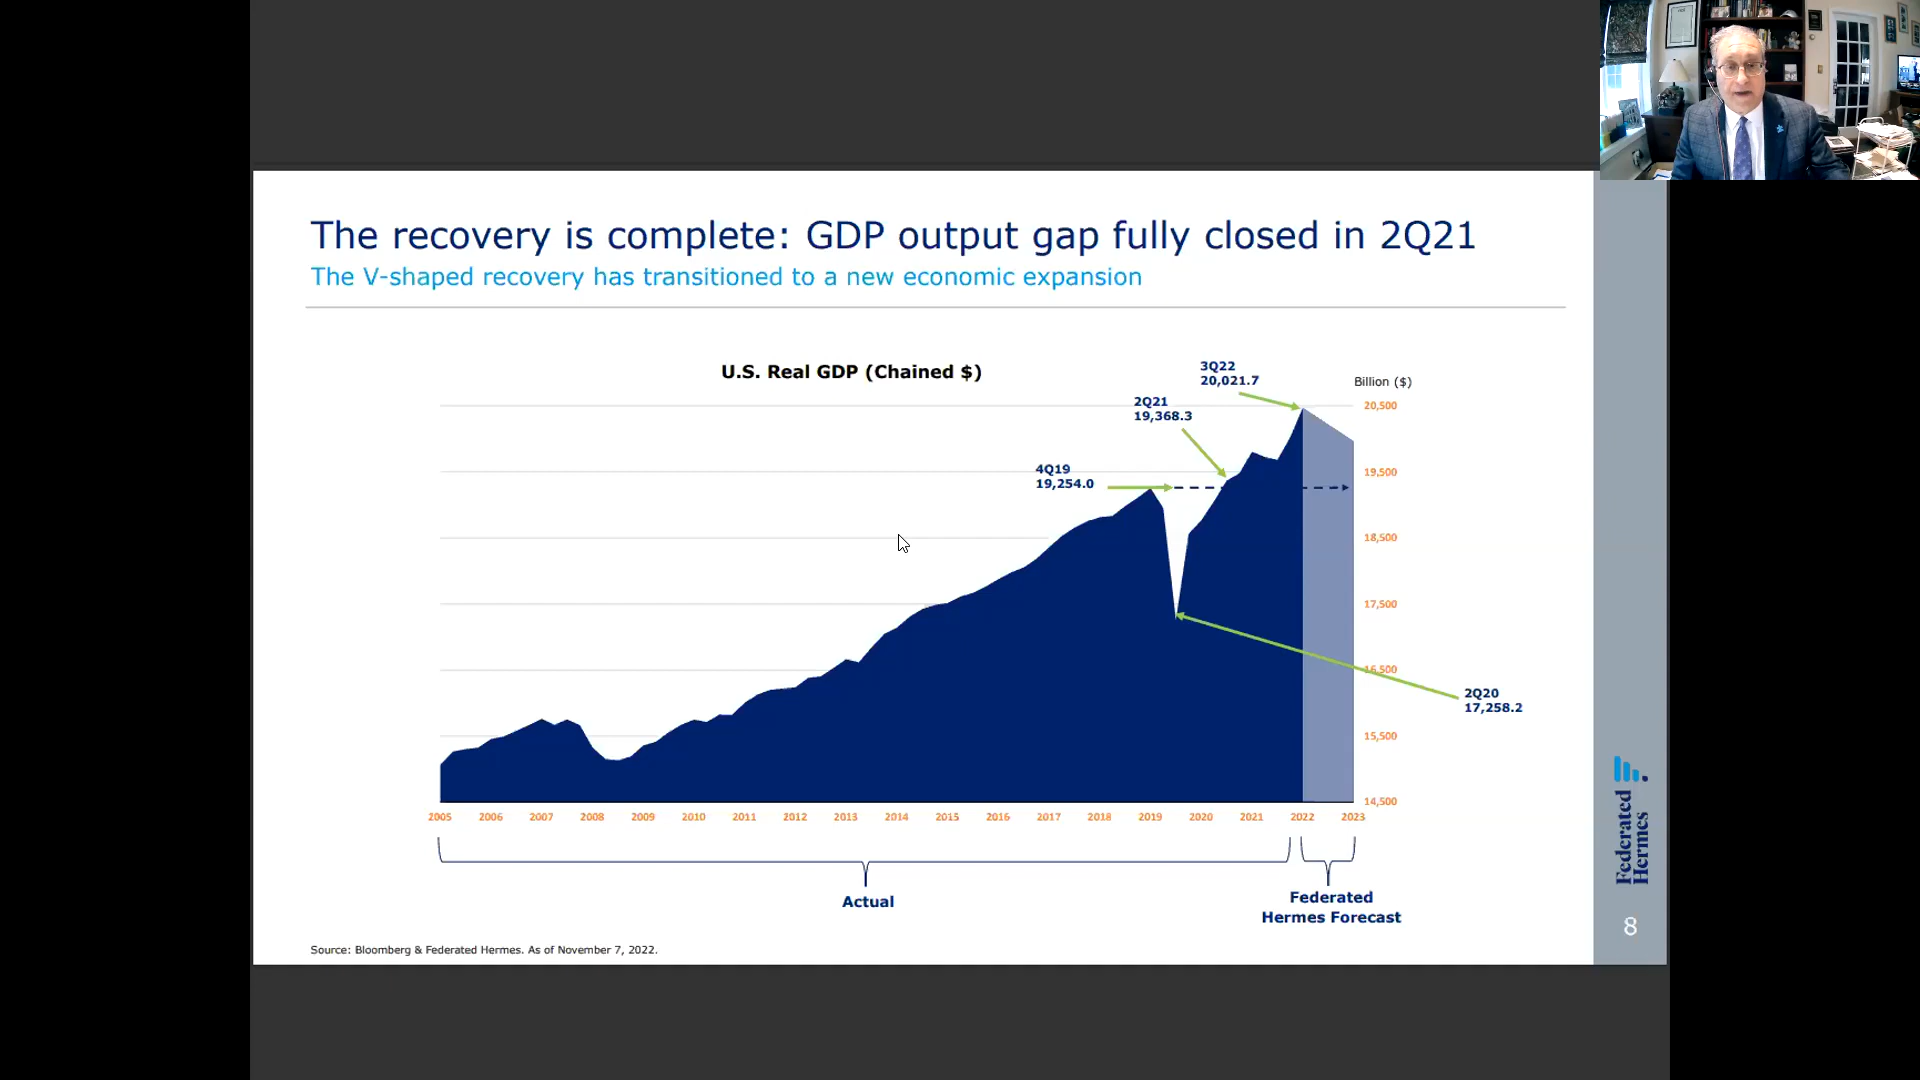 The recovery is complete: GDP output gap fully closed in 2Q21
The V-shaped recovery has transitioned to a new economic expansion
U.S. Real GDP (Chained $)
3Q22
20,021.7
Billion ($)
2Q21
19,368.3
4Q19
19,254.0
20,500
19,500
18,500
17,500
16,500
15,500
14,500
2Q20
17,258.2
2005 2006 2007 2008 2009 2010 2011 2012 2013 2014 2015 2016 2017 2018 2019 2020 2021 2022 2023
Actual
Federated
Hermes Forecast
Source: Bloomberg & Federated Hermes. As of November 7, 2022.
Federated
Hermes
8